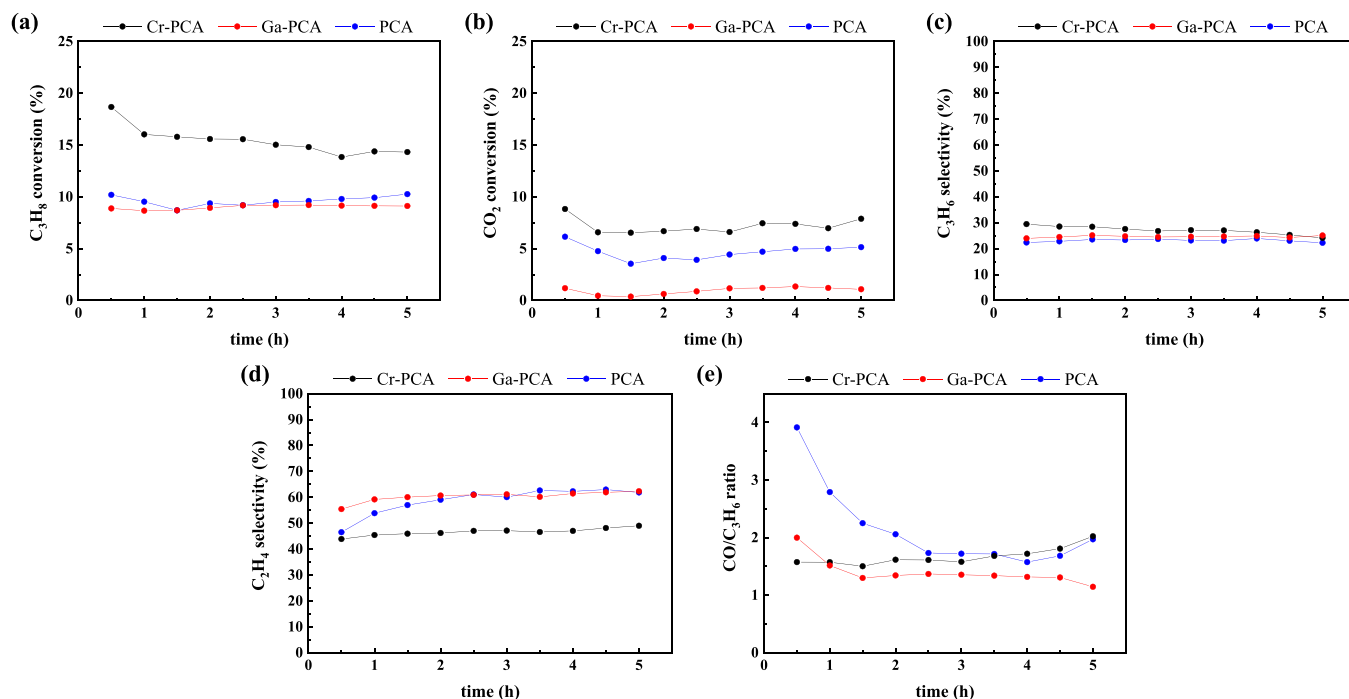 (a)
Cr-PCA Ga-PCA PCA
C3H8 conversion (%)
25
20
15
10
5
0
0 1 2 3 4 5
time (h)
(b)
Cr-PCA Ga-PCA PCA
CO2 conversion (%)
25
20
15
10
5
0
0 1 2 3 4 5
time (h)
(c)
Cr-PCA Ga-PCA PCA
C3H6 selectivity (%)
100
90
80
70
60
50
40
30
20
10
0
0 1 2 3 4 5
time (h)
(d)
Cr-PCA Ga-PCA PCA
C2H4 selectivity (%)
100
90
80
70
60
50
40
30
20
10
0
0 1 2 3 4 5
time (h)
(e)
Cr-PCA Ga-PCA PCA
CO/C3H6 ratio
4
3
2
1
0
0 1 2 3 4 5
time (h)